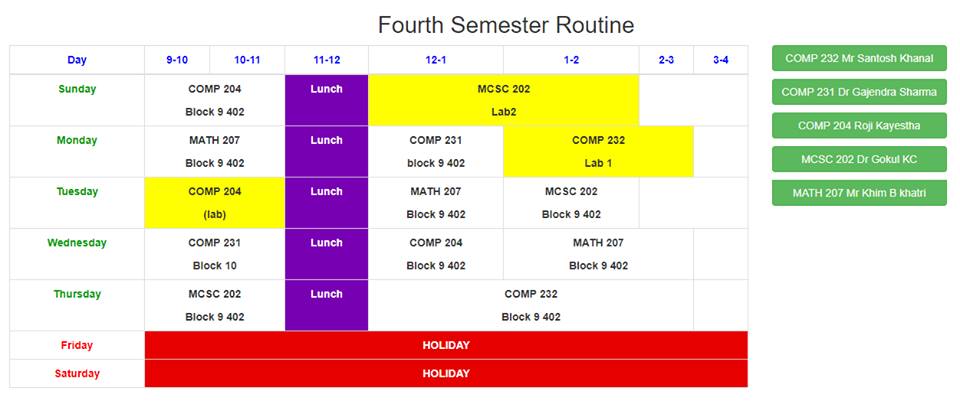 Fourth Semester Routine
Day 9-10 10-11 11-12 12-1 1-2 2-3 3-4
Sunday COMP 204 Lunch MCSC 202
Block 9 402 Lab2
Monday MATH 207 Lunch COMP 231 COMP 232
Block 9 402 block 9 402 Lab 1
Tuesday COMP 204 Lunch MATH 207 MCSC 202
(lab) Block 9 402 Block 9 402
Wednesday COMP 231 Lunch COMP 204 MATH 207
Block 10 Block 9 402 Block 9 402
Thursday MCSC 202 Lunch COMP 232
Block 9 402 Block 9 402
Friday HOLIDAY
Saturday HOLIDAY
COMP 232 Mr Santosh Khanal
COMP 231 Dr Gajendra Sharma
COMP 204 Roji Kayestha
MCSC 202 Dr Gokul KC
MATH 207 Mr Khim B khatri